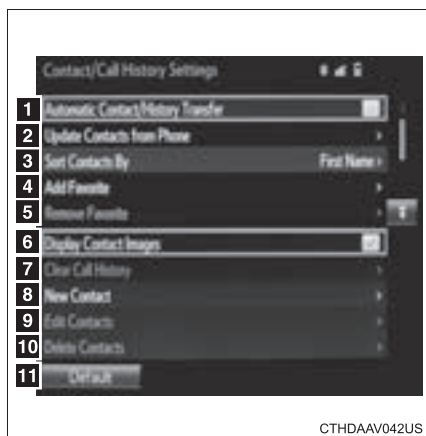 Contact/Call History Settings
1 Automatic Contact/History Transfer
2 Update Contacts from Phone
3 Sort Contacts By First Name
4 Add Favorite
5 Remove Favorite
6 Display Contact Images
7 Clear Call History
8 New Contact
9 Edit Contacts
10 Delete Contacts
11 Default
CTHDAAV042US